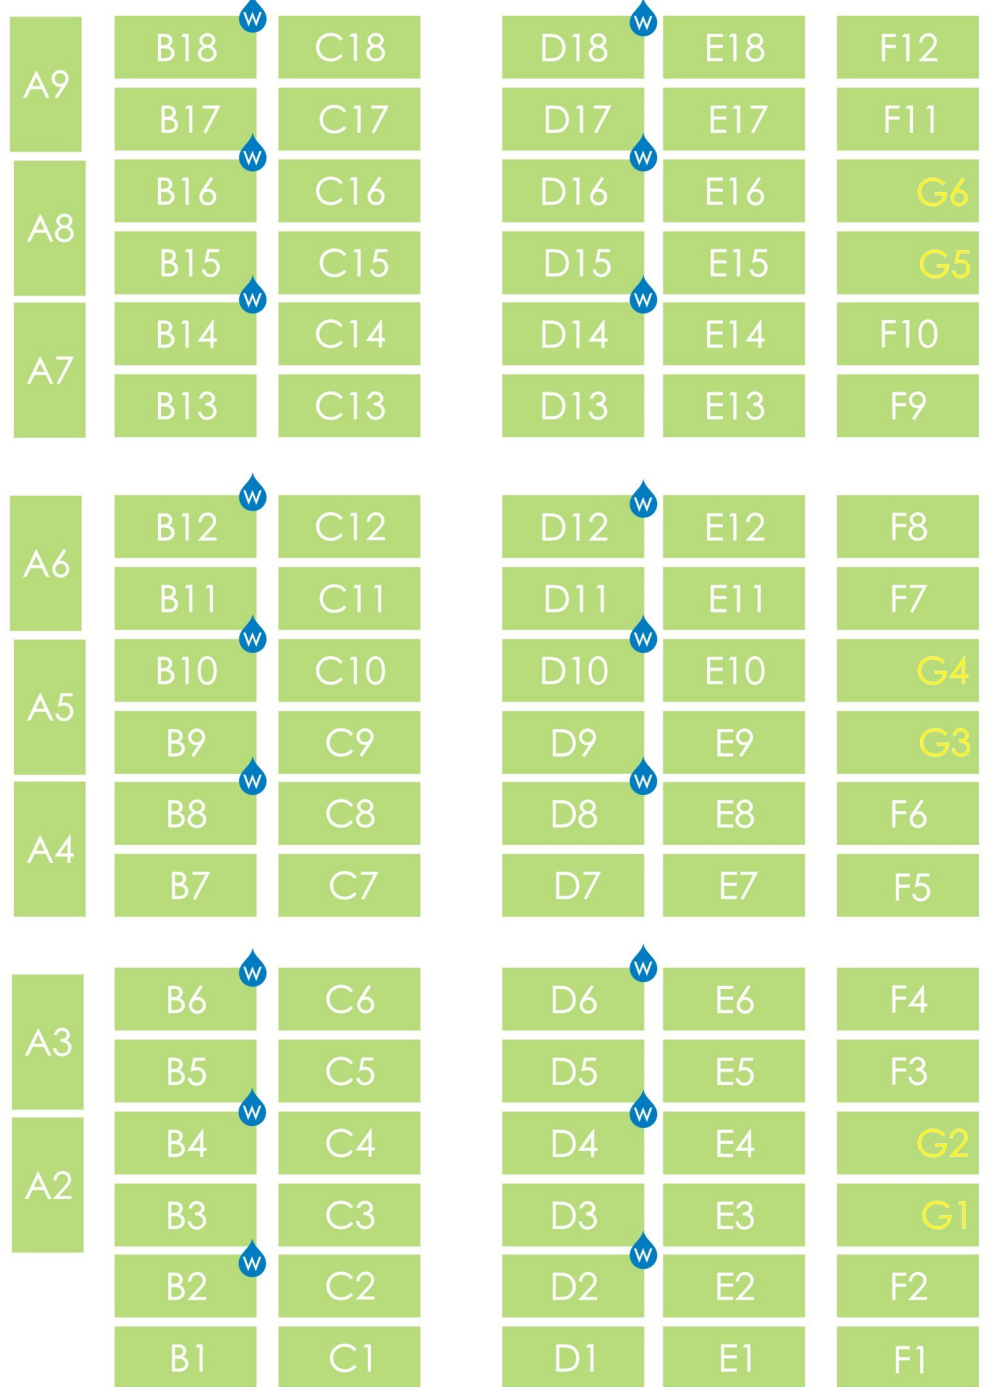 W W
A9 B18 C18 D18 E18 F12
B17 C17 D17 E17 F11
W W
A8 B16 C16 D16 E16 G6
B15 C15 D15 E15 G5
W W
A7 B14 C14 D14 E14 F10
B13 C13 D13 E13 F9
W W
A6 B12 C12 D12 E12 F8
B11 C11 D11 E11 F7
W W
A5 B10 C10 D10 E10 G4
B9 C9 D9 E9 G3
W W
A4 B8 C8 D8 E8 F6
B7 C7 D7 E7 F5
W W
A3 B6 C6 D6 E6 F4
B5 C5 D5 E5 F3
W W
A2 B4 C4 D4 E4 G2
B3 C3 D3 E3 G1
W W
B2 C2 D2 E2 F2
B1 C1 D1 E1 F1